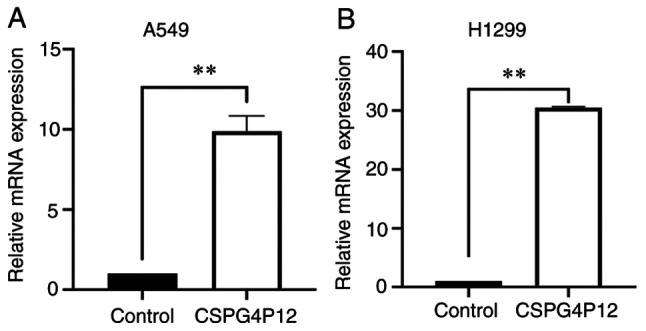 A
A549
Relative mRNA expression
15
10
5
0
**
Control
CSPG4P12
B
H1299
Relative mRNA expression
40
30
20
10
0
**
Control
CSPG4P12